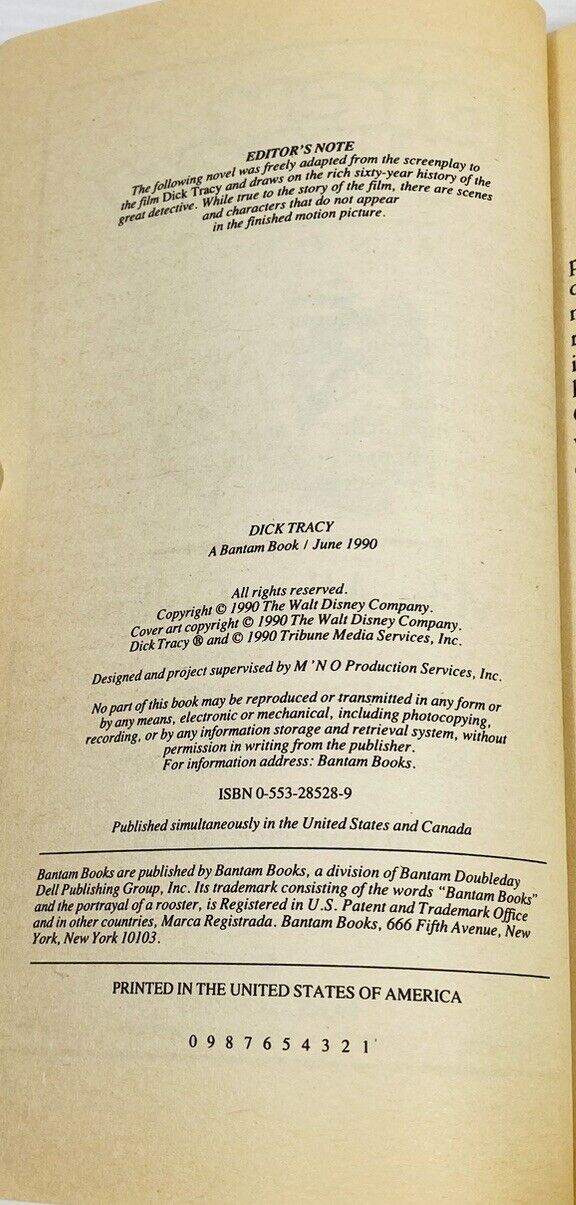 EDITOR'S NOTE
The following novel was freely adapted from the screenplay to
the film Dick Tracy and draws on the rich sixty-year history of the
great detective. While true to the story of the film, there are scenes
and characters that do not appear
in the finished motion picture.
DICK TRACY
A Bantam Book / June 1990
All rights reserved.
Copyright © 1990 The Walt Disney Company.
Cover art copyright © 1990 The Walt Disney Company.
Dick Tracy ® and © 1990 Tribune Media Services, Inc.
Designed and project supervised by M 'N O Production Services, Inc.
No part of this book may be reproduced or transmitted in any form or
by any means, electronic or mechanical, including photocopying,
recording, or by any information storage and retrieval system, without
permission in writing from the publisher.
For information address: Bantam Books.
ISBN 0-553-28528-9
Published simultaneously in the United States and Canada
Bantam Books are published by Bantam Books, a division of Bantam Doubleday
Dell Publishing Group, Inc. Its trademark consisting of the words "Bantam Books"
and the portrayal of a rooster, is Registered in U.S. Patent and Trademark Office
and in other countries, Marca Registrada. Bantam Books, 666 Fifth Avenue, New
York, New York 10103.
PRINTED IN THE UNITED STATES OF AMERICA
0 9 8 7 6 5 4 3 2 1